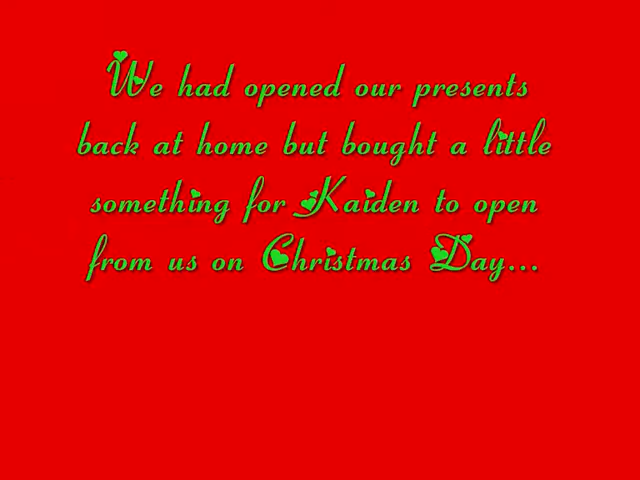 We had opened our presents
back at home but bought a little
something for Kaiden to open
from us on Christmas Day...